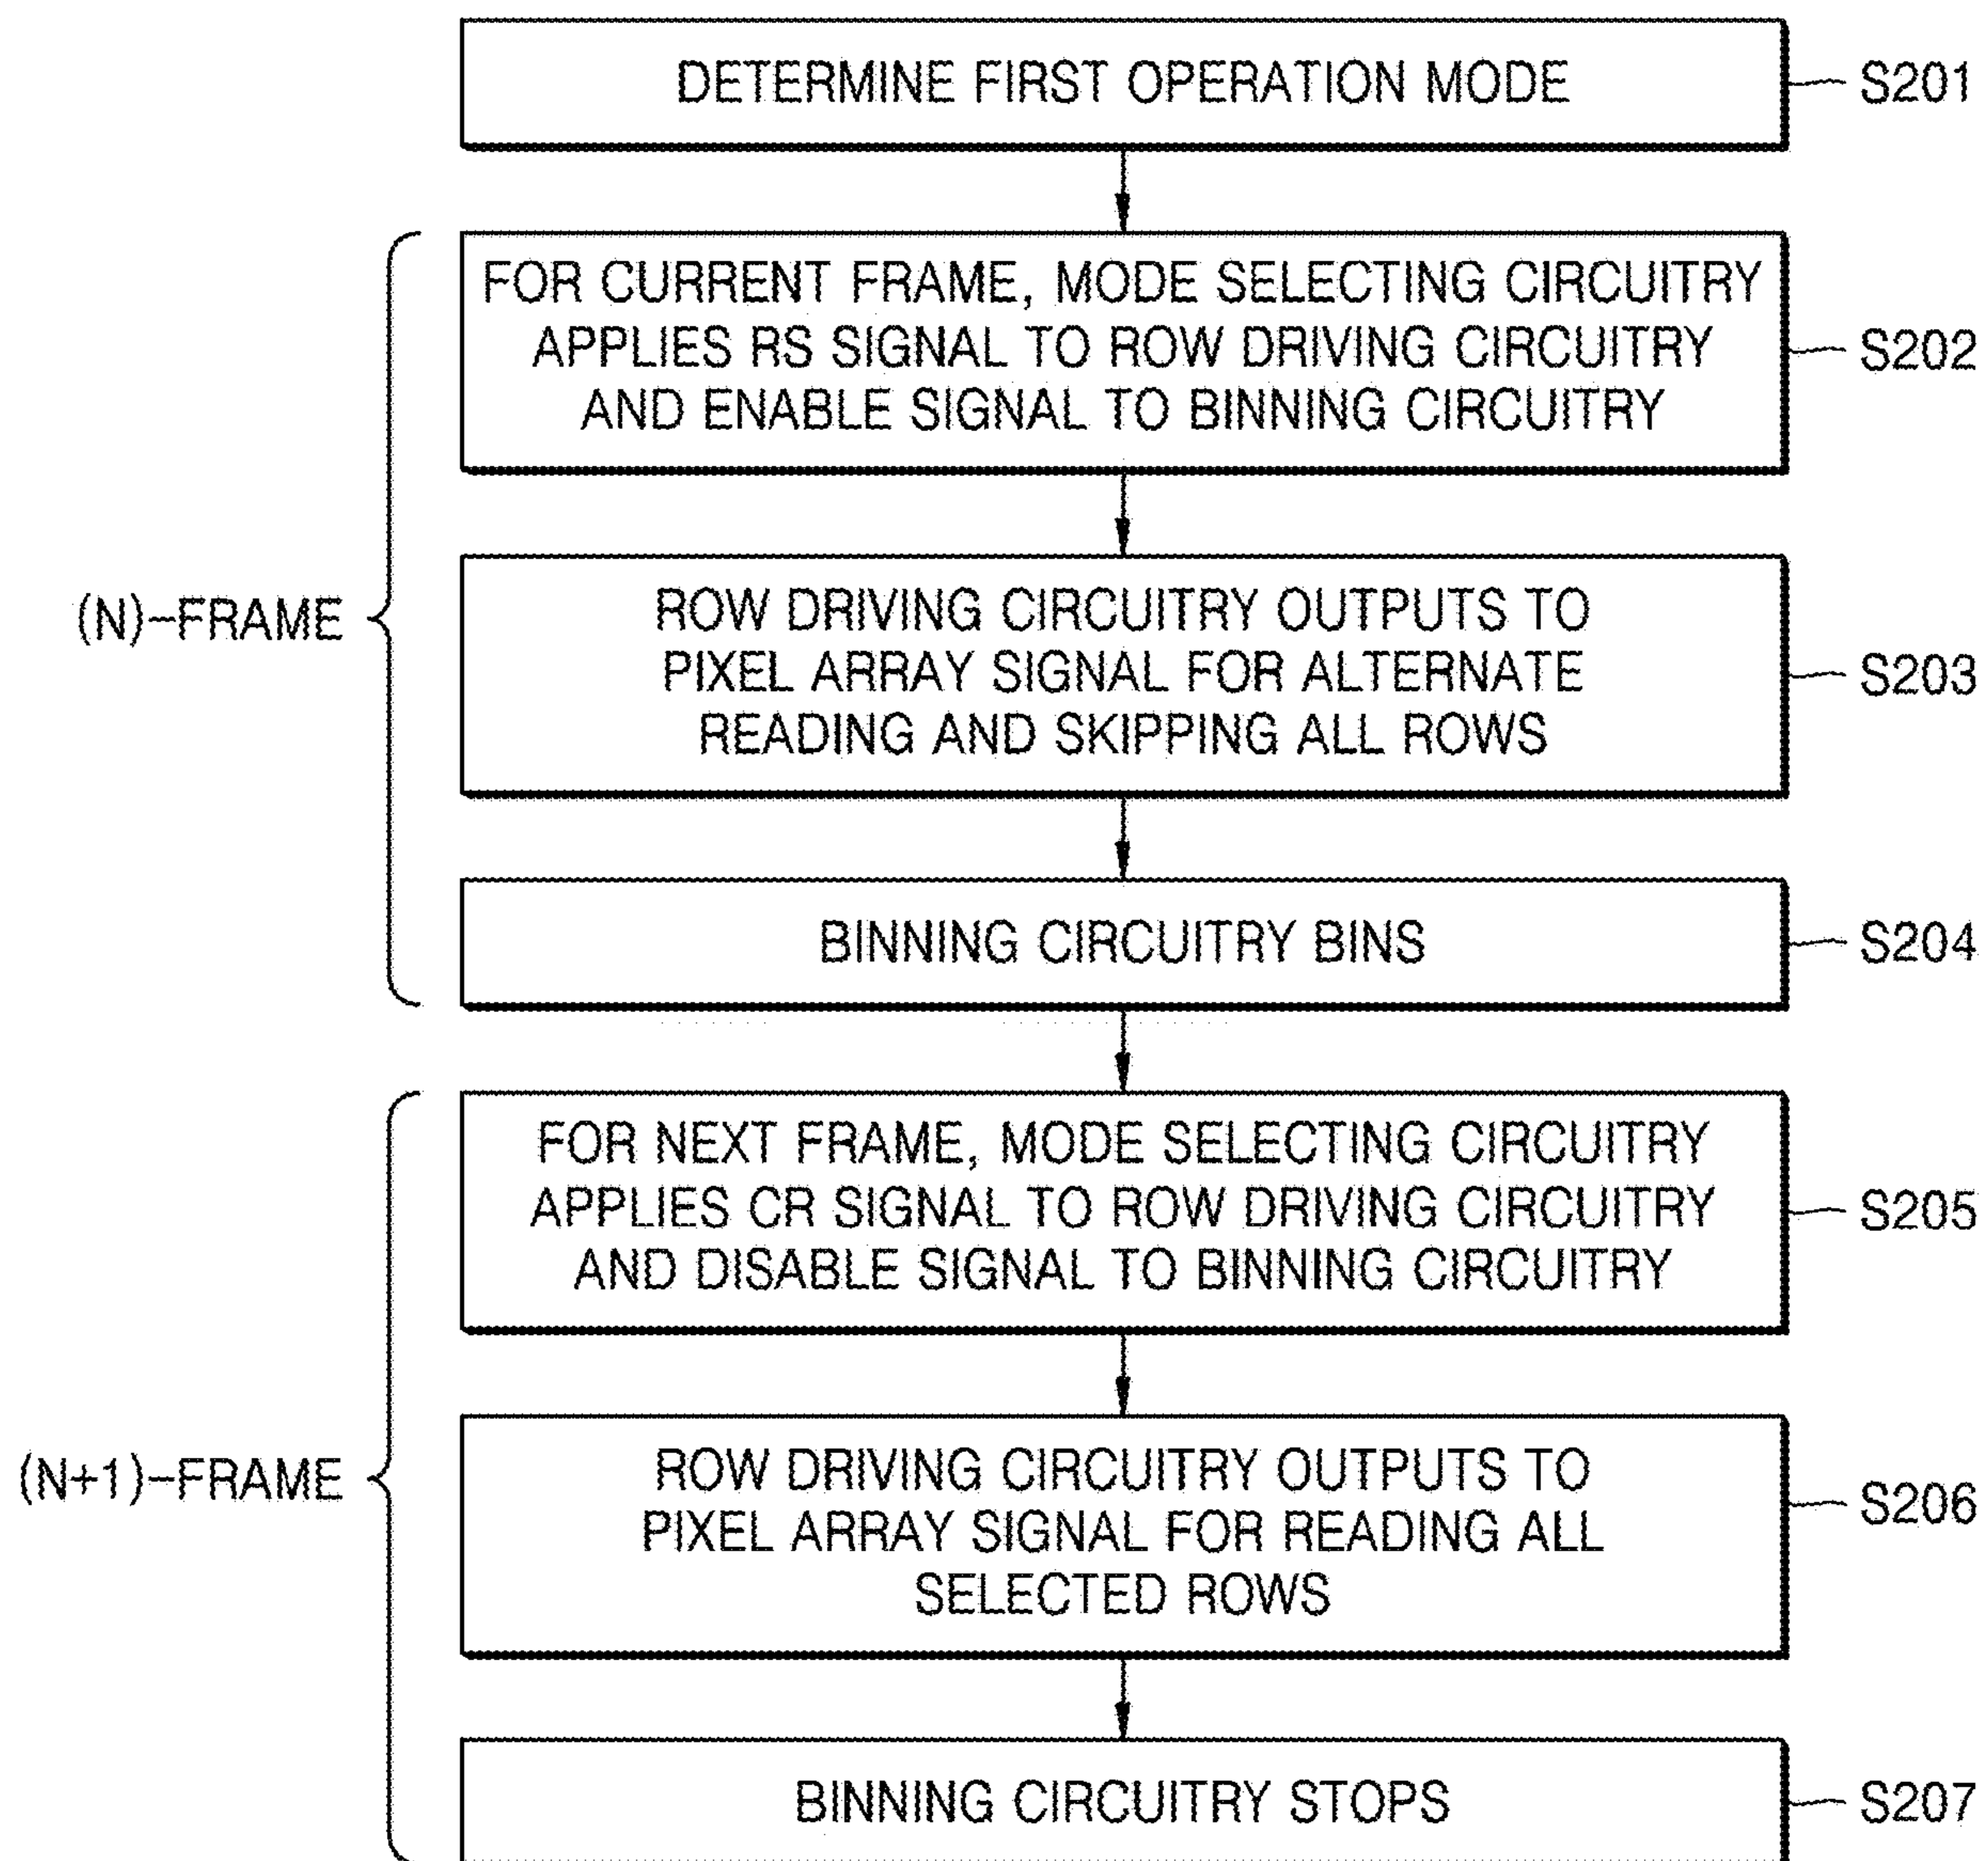 DETERMINE FIRST OPERATION MODE
S201
FOR CURRENT FRAME, MODE SELECTING CIRCUITRY
APPLIES RS SIGNAL TO ROW DRIVING CIRCUITRY
AND ENABLE SIGNAL TO BINNING CIRCUITRY
S202
(N)-FRAME
ROW DRIVING CIRCUITRY OUTPUTS TO
PIXEL ARRAY SIGNAL FOR ALTERNATE
READING AND SKIPPING ALL ROWS
S203
BINNING CIRCUITRY BINS
S204
FOR NEXT FRAME, MODE SELECTING CIRCUITRY
APPLIES CR SIGNAL TO ROW DRIVING CIRCUITRY
AND DISABLE SIGNAL TO BINNING CIRCUITRY
S205
(N+1)-FRAME
ROW DRIVING CIRCUITRY OUTPUTS TO
PIXEL ARRAY SIGNAL FOR READING ALL
SELECTED ROWS
S206
BINNING CIRCUITRY STOPS
S207